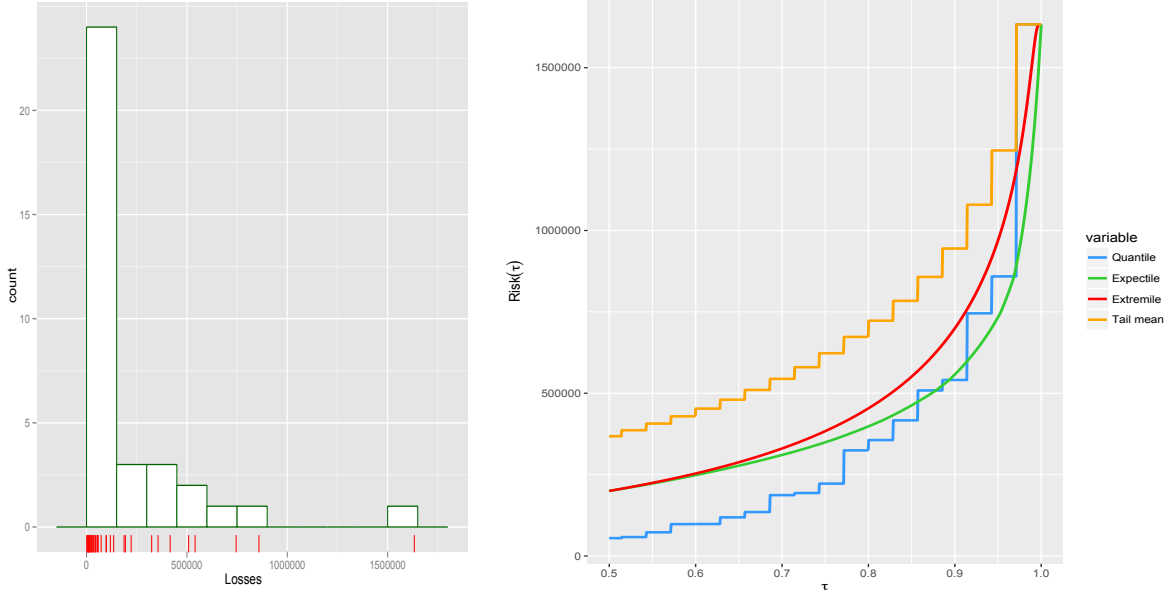 count
20
15
10
5
0
0
500000
1000000
1500000
Losses
Risk(τ)
1500000
1000000
500000
0
0.5
0.6
0.7
0.8
0.9
1.0
τ
variable
Quantile
Expectile
Extremile
Tail mean